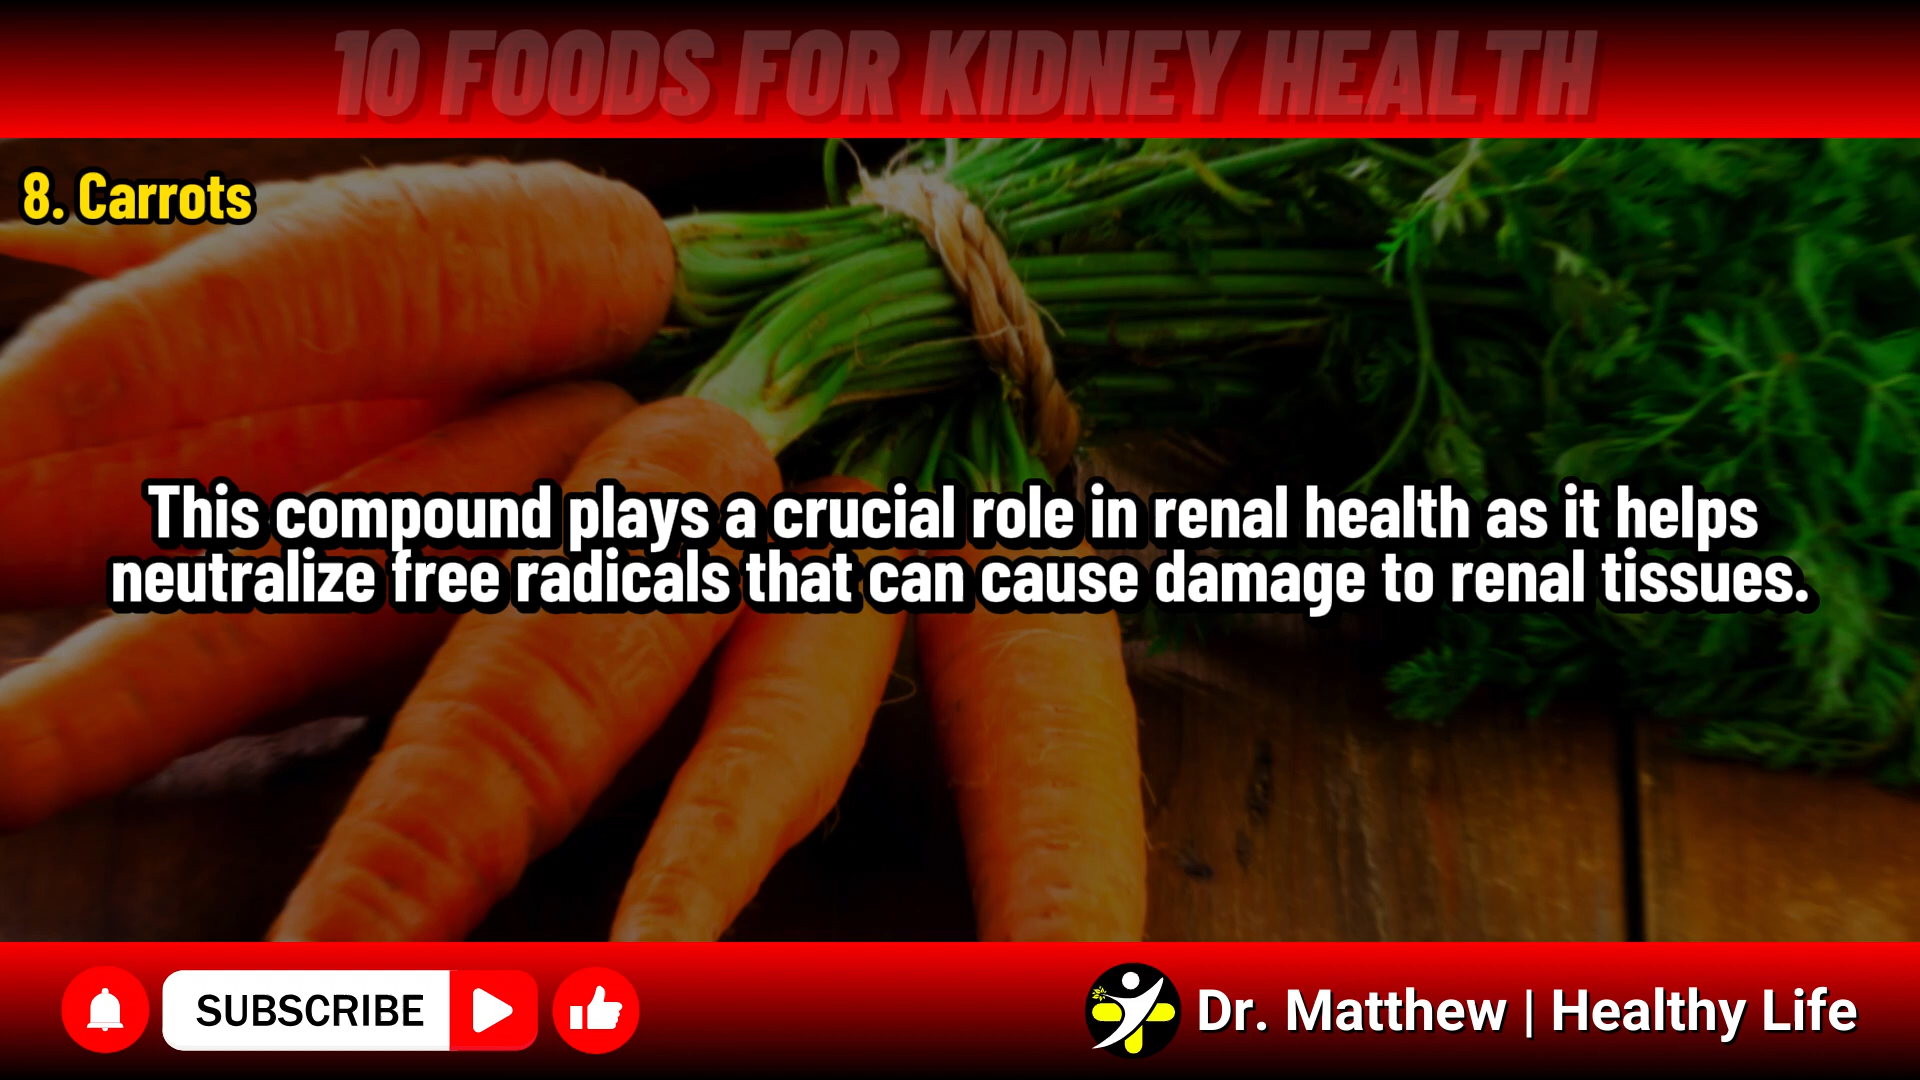 10 FOODS FOR KIDNEY HEALTH
8. Carrots
This compound plays a crucial role in renal health as it helps
neutralize free radicals that can cause damage to renal tissues.
SUBSCRIBE
Dr. Matthew | Healthy Life